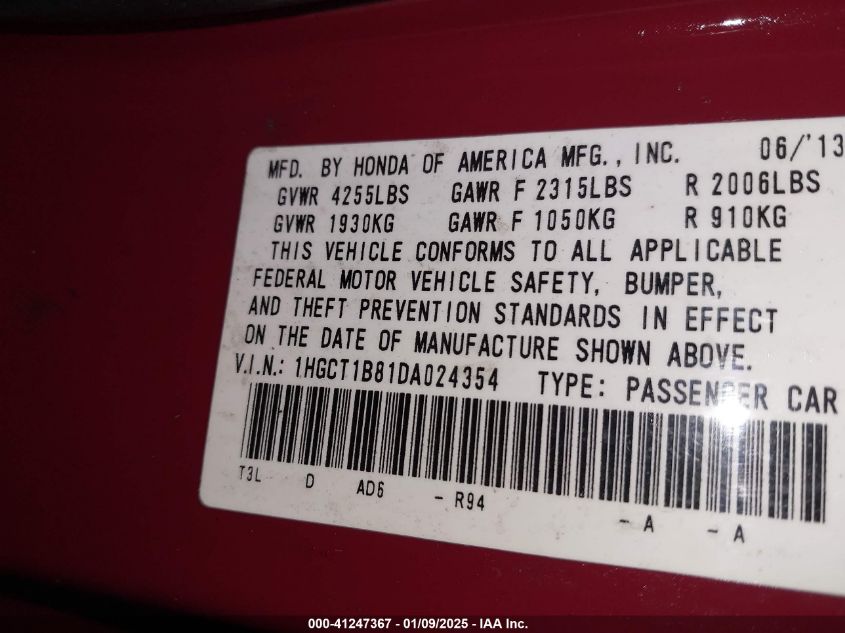 MFD. BY HONDA OF AMERICA MFG., INC. 06/'13
GVWR 4255LBS GAWR F 2315LBS R 2006LBS
GVWR 1930KG GAWR F 1050KG R 910KG
THIS VEHICLE CONFORMS TO ALL APPLICABLE
FEDERAL MOTOR VEHICLE SAFETY, BUMPER,
AND THEFT PREVENTION STANDARDS IN EFFECT
ON THE DATE OF MANUFACTURE SHOWN ABOVE.
V.I.N.: 1HGCT1B81DA024354 TYPE: PASSENGER CAR
T3L D AD6 - R94 - A - A
000-41247367 - 01/09/2025 - IAA Inc.